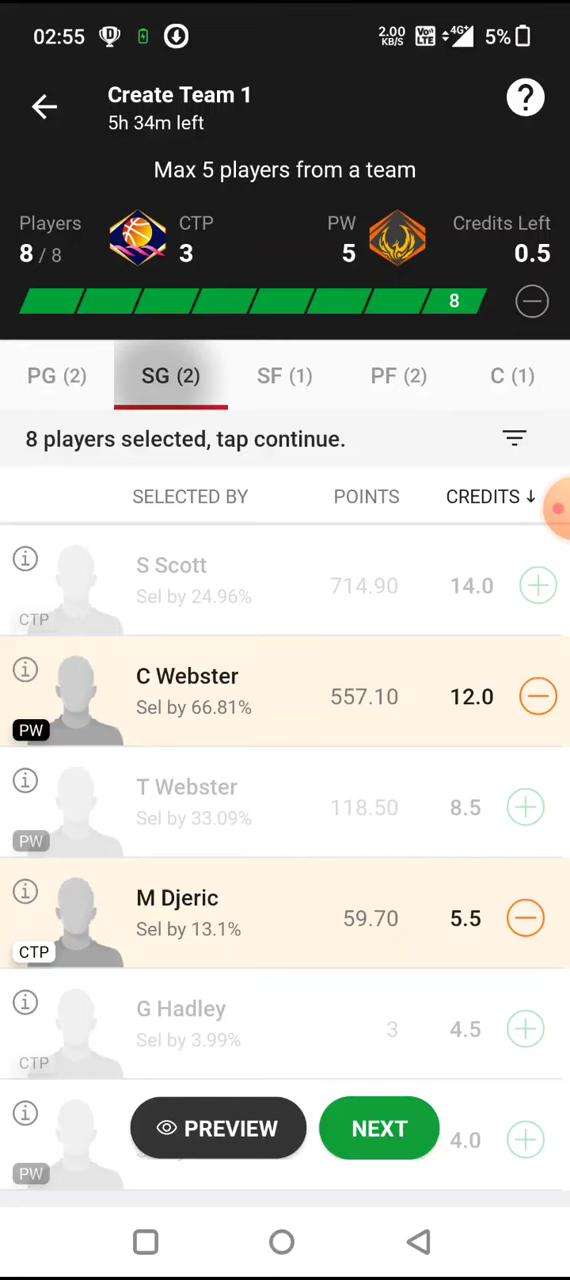 02:55 D 2.00 KB/S Vo LTE 4G+ 5%
Create Team 1
5h 34m left
?
Max 5 players from a team
Players CTP PW Credits Left
8 / 8 3 5 0.5
8
PG (2) SG (2) SF (1) PF (2) C (1)
8 players selected, tap continue.
SELECTED BY POINTS CREDITS ↓
S Scott
Sel by 24.96% 714.90 14.0
CTP
C Webster
Sel by 66.81% 557.10 12.0
PW
T Webster
Sel by 33.09% 118.50 8.5
PW
M Djeric
Sel by 13.1% 59.70 5.5
CTP
G Hadley
Sel by 3.99% 3 4.5
CTP
PREVIEW NEXT 4.0
PW